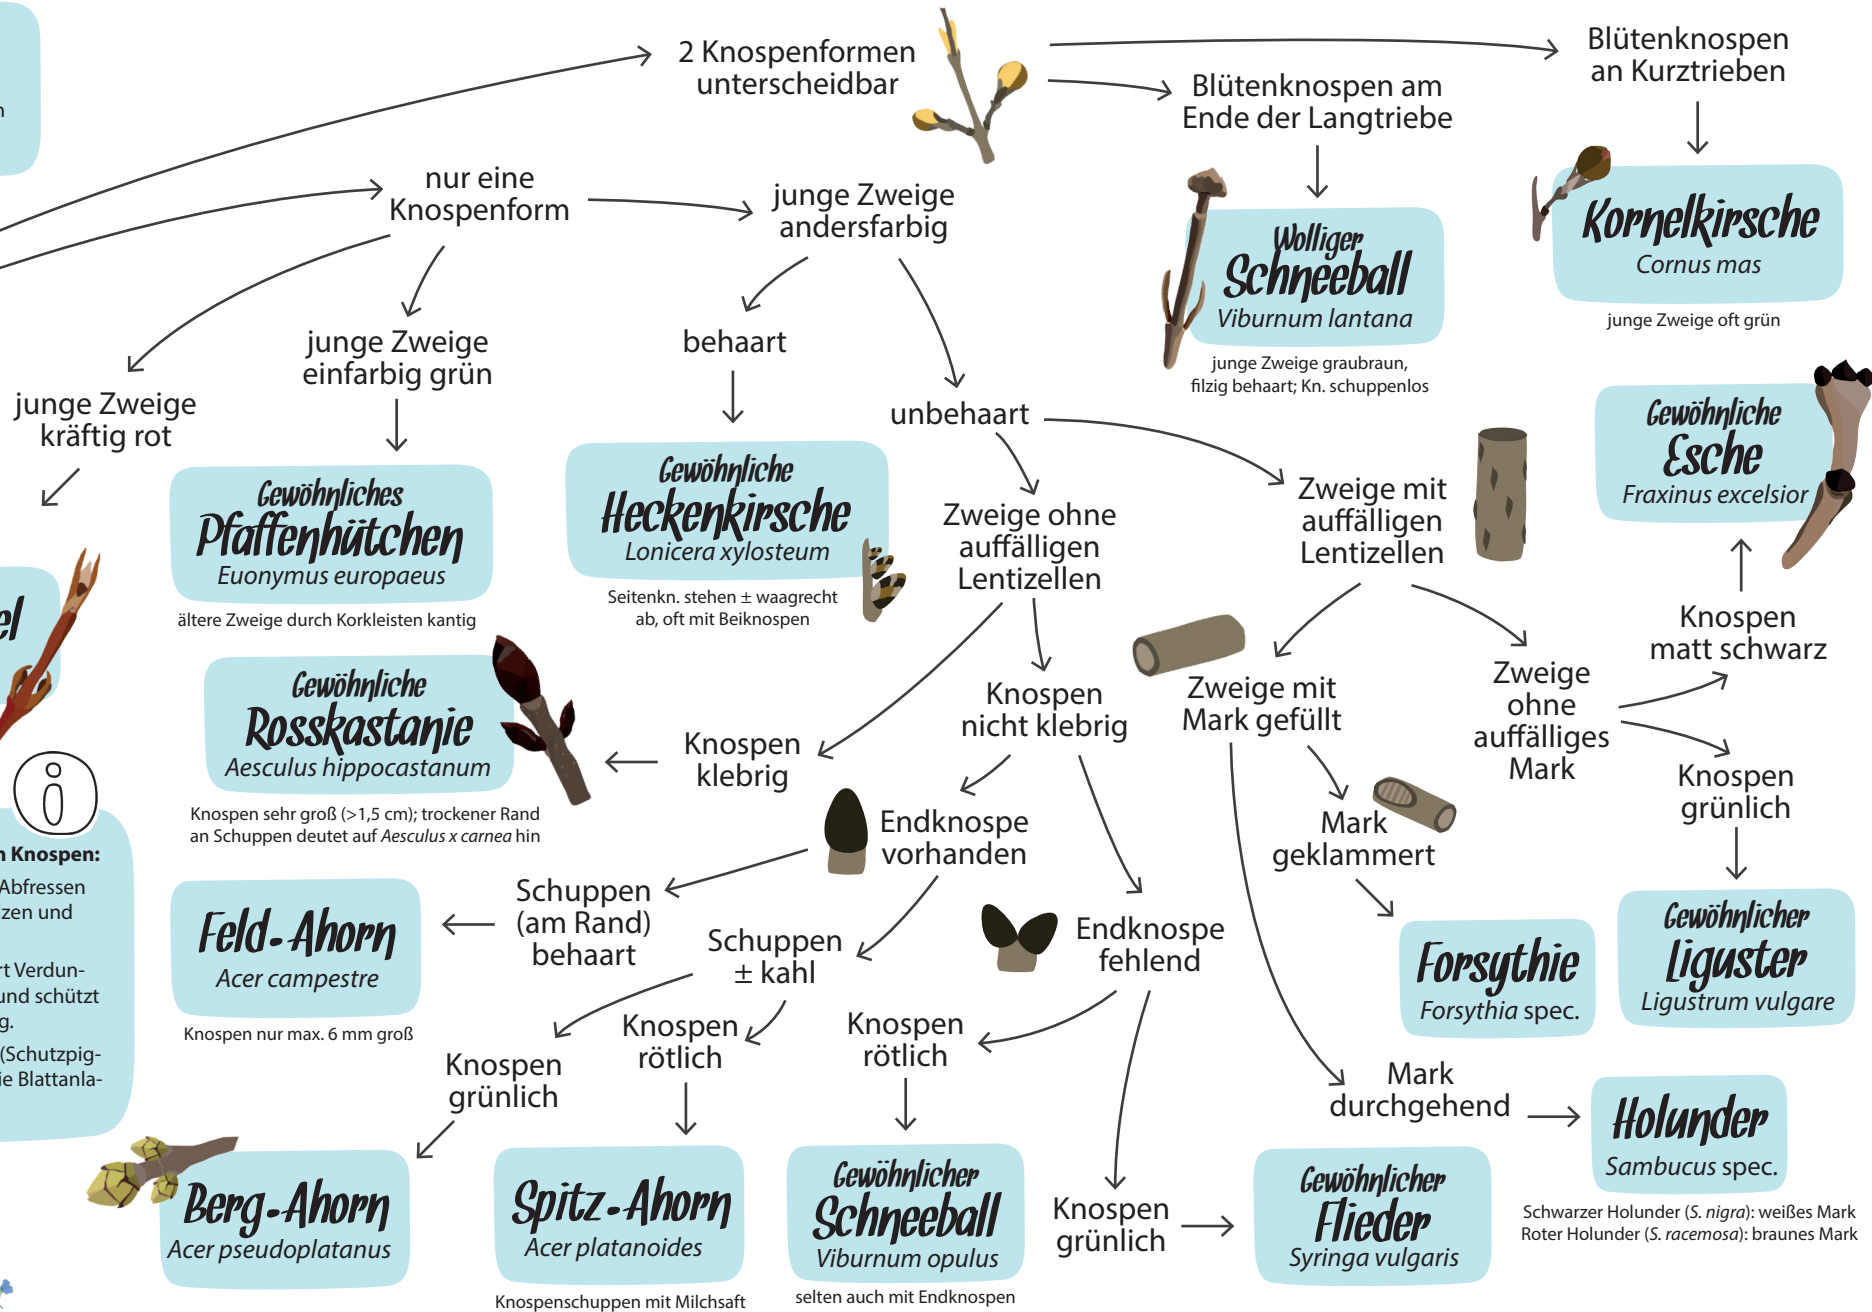 2 Knospenformen
unterscheidbar
Blütenknospen
an Kurztrieben
Blütenknospen am
Ende der Langtriebe
n
nur eine
Knospenform
junge Zweige
andersfarbig
Kornelkirsche
Cornus mas
junge Zweige oft grün
Wolliger
Schneeball
Viburnum lantana
junge Zweige graubraun,
filzig behaart; Kn. schuppenlos
junge Zweige
einfarbig grün
behaart
junge Zweige
kräftig rot
unbehaart
Gewöhnliche
Esche
Fraxinus excelsior
Gewöhnliches
Pfaffenhütchen
Euonymus europaeus
ältere Zweige durch Korkleisten kantig
Gewöhnliche
Heckenkirsche
Lonicera xylosteum
Seitenkn. stehen ± waagrecht
ab, oft mit Beiknospen
Zweige ohne
auffälligen
Lentizellen
Zweige mit
auffälligen
Lentizellen
el
Knospen
matt schwarz
Gewöhnliche
Rosskastanie
Aesculus hippocastanum
Knospen sehr groß (>1,5 cm); trockener Rand
an Schuppen deutet auf Aesculus x carnea hin
Knospen
klebrig
Knospen
nicht klebrig
Zweige mit
Mark gefüllt
Zweige
ohne
auffälliges
Mark
Knospen
grünlich
i
n Knospen:
Abfressen
lzen und
rt Verdun-
und schützt
g.
(Schutzpig-
ie Blattanla-
Endknospe
vorhanden
Mark
geklammert
Schuppen
(am Rand)
behaart
Feld-Ahorn
Acer campestre
Knospen nur max. 6 mm groß
Schuppen
± kahl
Endknospe
fehlend
Forsythie
Forsythia spec.
Gewöhnlicher
Liguster
Ligustrum vulgare
Knospen
grünlich
Knospen
rötlich
Knospen
rötlich
Mark
durchgehend
Holunder
Sambucus spec.
Schwarzer Holunder (S. nigra): weißes Mark
Roter Holunder (S. racemosa): braunes Mark
Berg-Ahorn
Acer pseudoplatanus
Spitz-Ahorn
Acer platanoides
Knospenschuppen mit Milchsaft
Gewöhnlicher
Schneeball
Viburnum opulus
selten auch mit Endknospen
Knospen
grünlich
Gewöhnlicher
Flieder
Syringa vulgaris